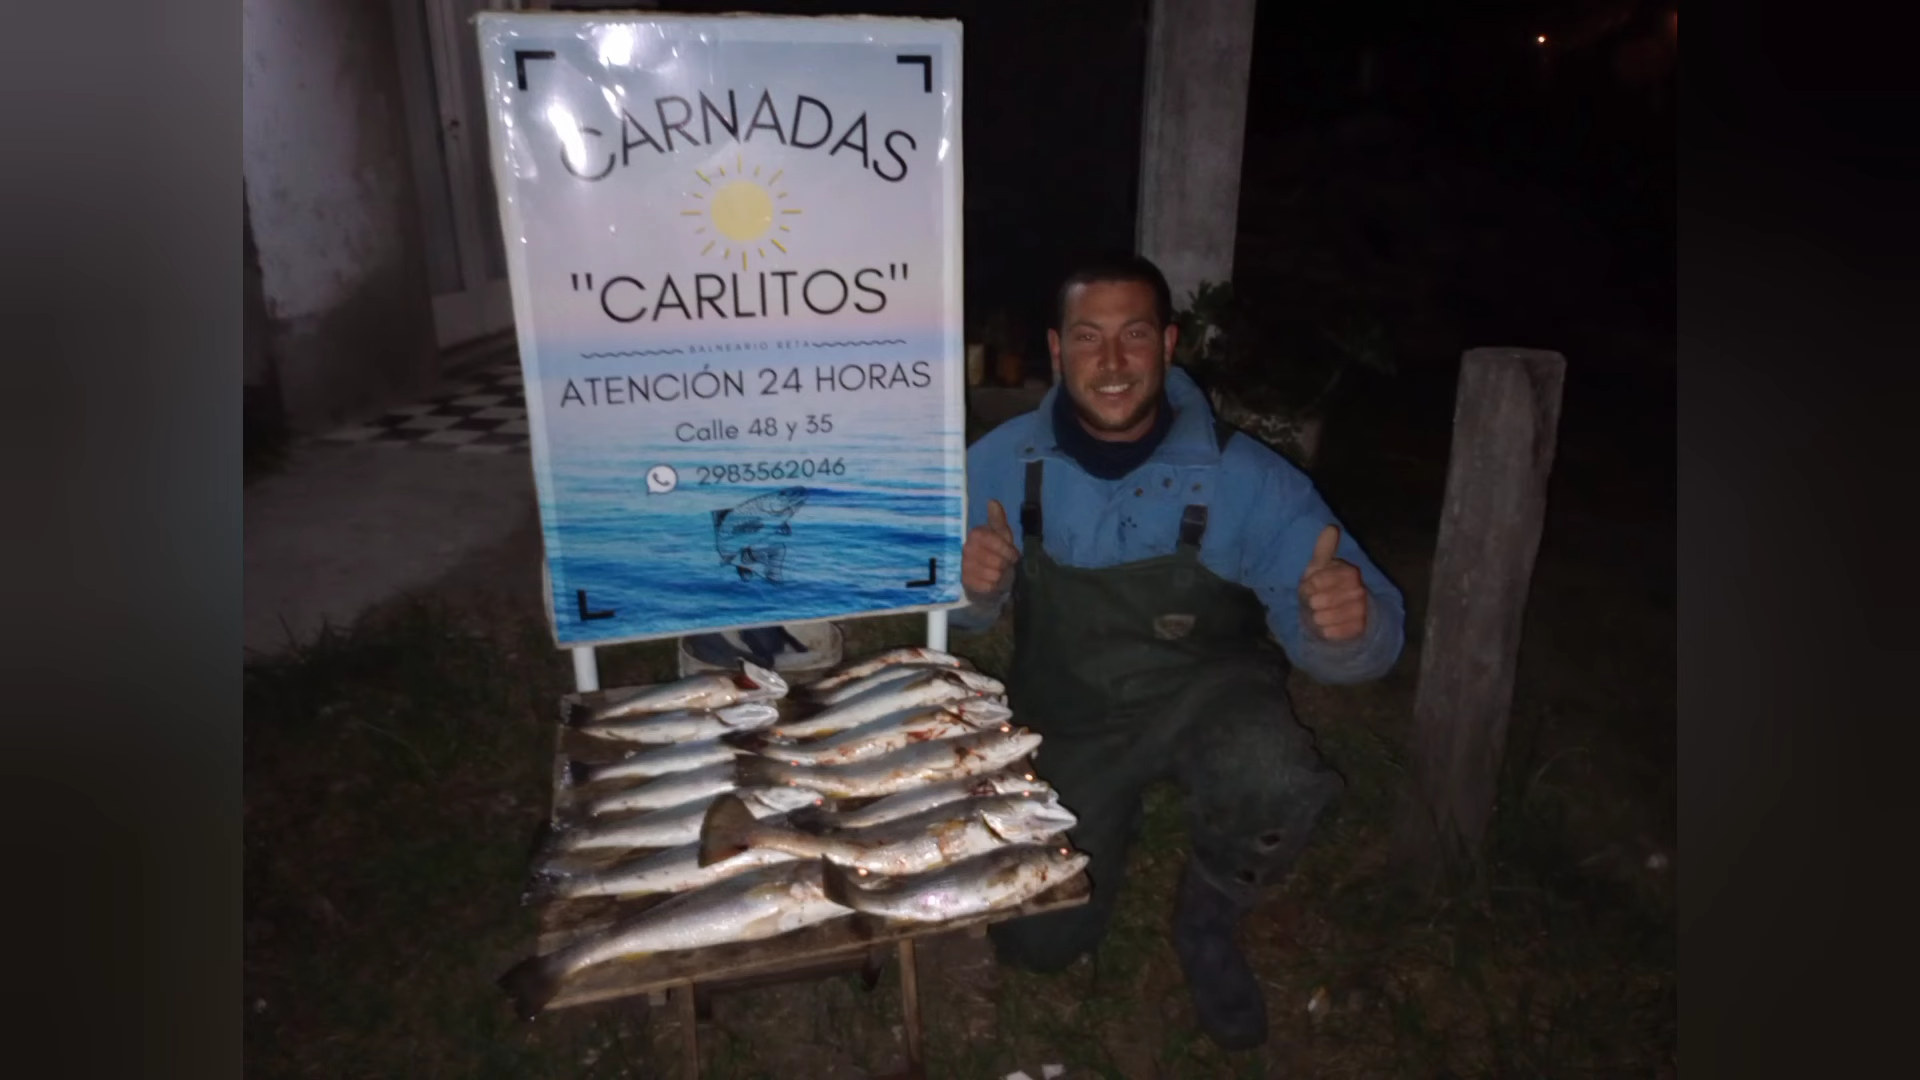 CARNADAS
"CARLITOS"
BALNEARIO RETA
ATENCIÓN 24 HORAS
Calle 48 y 35
2983562046